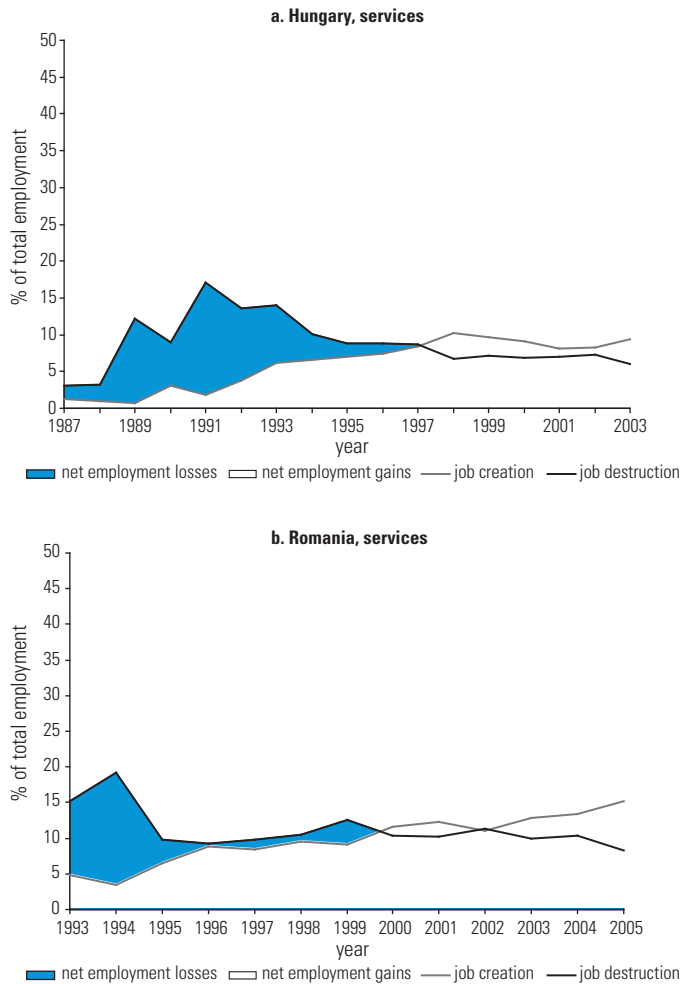 a. Hungary, services
50
45
40
35
30
25
20
15
10
5
0
% of total employment
1987 1989 1991 1993 1995 1997 1999 2001 2003
year
net employment losses net employment gains job creation job destruction
b. Romania, services
50
45
40
35
30
25
20
15
10
5
0
% of total employment
1993 1994 1995 1996 1997 1998 1999 2000 2001 2002 2003 2004 2005
year
net employment losses net employment gains job creation job destruction